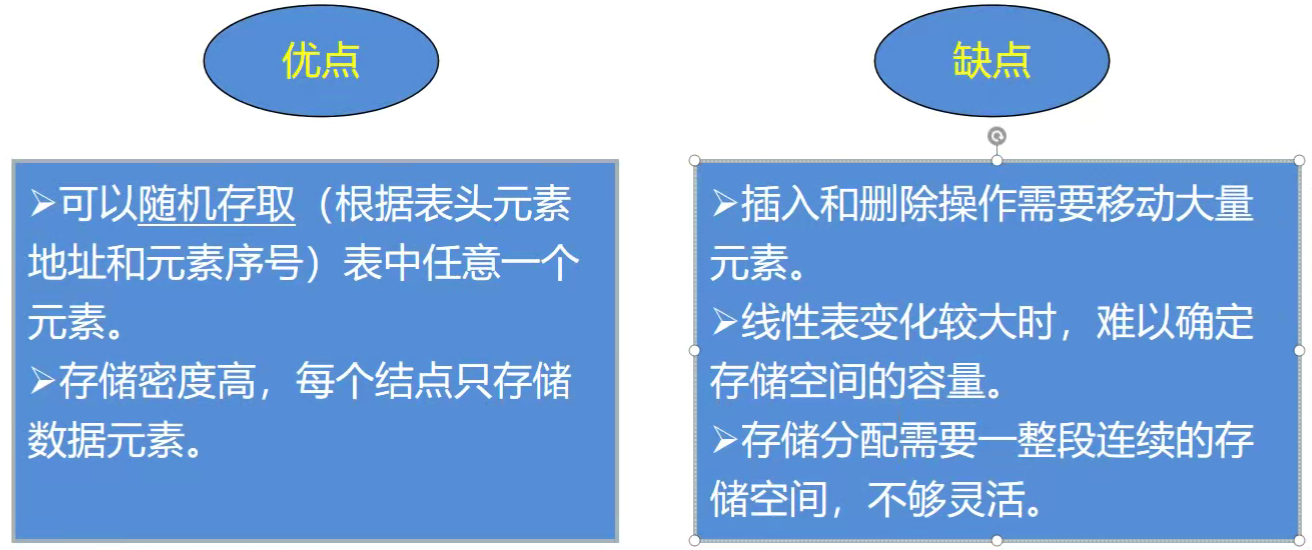 优点
➢可以随机存取（根据表头元素
地址和元素序号）表中任意一个
元素。
➢存储密度高，每个结点只存储
数据元素。
缺点
➢插入和删除操作需要移动大量
元素。
➢线性表变化较大时，难以确定
存储空间的容量。
➢存储分配需要一整段连续的存
储空间，不够灵活。